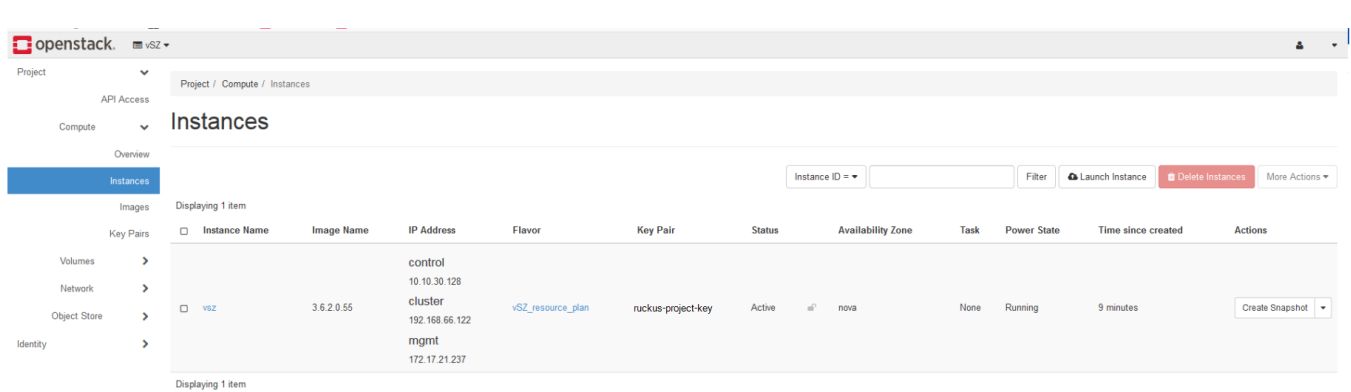 openstack. vSZ
Project
API Access
Compute
Overview
Instances
Images
Key Pairs
Volumes
Network
Object Store
Identity
Project / Compute / Instances
Instances
Instance ID = Filter Launch Instance Delete Instances More Actions
Displaying 1 item
Instance Name Image Name IP Address Flavor Key Pair Status Availability Zone Task Power State Time since created Actions
control
10.10.30.128
cluster
vsz 3.6.2.0.55 vSZ_resource_plan ruckus-project-key Active nova None Running 9 minutes Create Snapshot
192.168.66.122
mgmt
172.17.21.237
Displaying 1 item